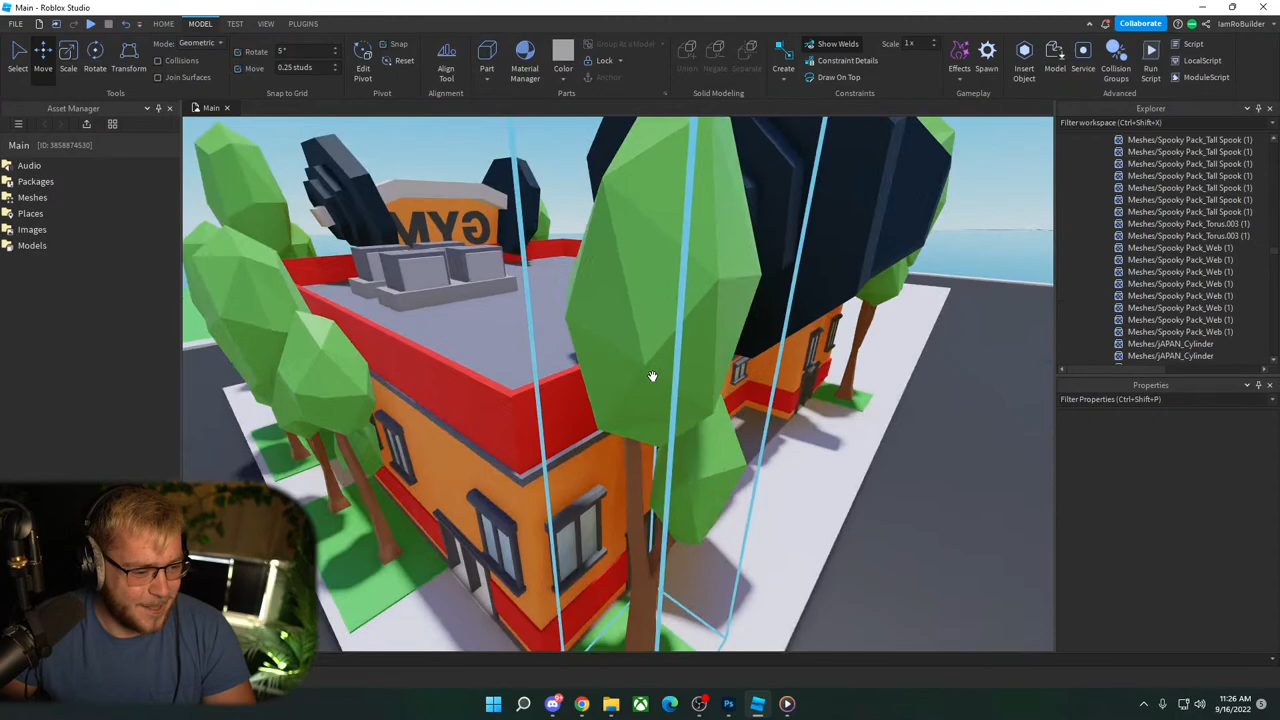 Main - Roblox Studio
FILE HOME MODEL TEST VIEW PLUGINS
Collaborate IamRoBuilder
Select Move Scale Rotate Transform
Mode: Geometric
Collisions
Join Surfaces
Tools
Rotate 5 °
Move 0.25 studs
Snap to Grid
Edit Pivot
Snap
Reset
Pivot
Align Tool
Alignment
Part
Material Manager
Color
Group As a Model
Lock
Anchor
Parts
Union Negate Separate
Solid Modeling
Create
Show Welds
Constraint Details
Draw On Top
Scale 1 x
Constraints
Effects Spawn
Gameplay
Insert Object
Model
Service
Collision Groups
Run Script
Script
LocalScript
ModuleScript
Advanced
Asset Manager
Main [ID: 3858874530]
Audio
Packages
Meshes
Places
Images
Models
Main
GYM
Explorer
Filter workspace (Ctrl+Shift+X)
Meshes/Spooky Pack_Tall Spook (1)
Meshes/Spooky Pack_Tall Spook (1)
Meshes/Spooky Pack_Tall Spook (1)
Meshes/Spooky Pack_Tall Spook (1)
Meshes/Spooky Pack_Tall Spook (1)
Meshes/Spooky Pack_Tall Spook (1)
Meshes/Spooky Pack_Tall Spook (1)
Meshes/Spooky Pack_Torus.003 (1)
Meshes/Spooky Pack_Torus.003 (1)
Meshes/Spooky Pack_Web (1)
Meshes/Spooky Pack_Web (1)
Meshes/Spooky Pack_Web (1)
Meshes/Spooky Pack_Web (1)
Meshes/Spooky Pack_Web (1)
Meshes/Spooky Pack_Web (1)
Meshes/Spooky Pack_Web (1)
Meshes/Spooky Pack_Web (1)
Meshes/jAPAN_Cylinder
Meshes/jAPAN_Cylinder
Properties
Filter Properties (Ctrl+Shift+P)
Ps
11:26 AM
9/16/2022